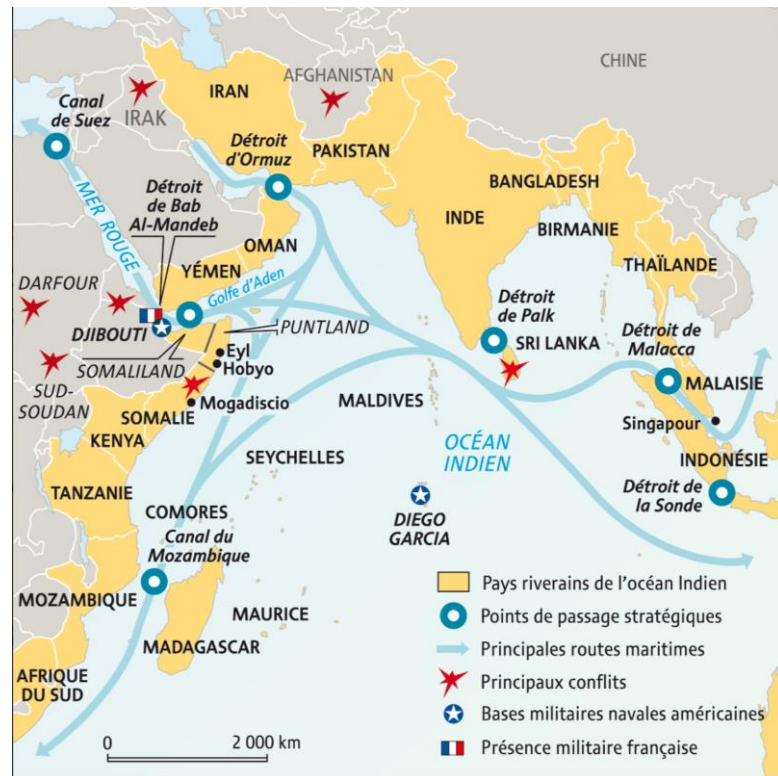 CHINE
AFGHANISTAN
IRAN
Canal
de Suez
IRAK
Détroit
d'Ormuz
PAKISTAN
MER ROUGE
Détroit
de Bab
Al-Mandeb
BANGLADESH
INDE
BIRMANIE
OMAN
YÉMEN
THAÏLANDE
DARFOUR
Golfe d'Aden
Détroit
de Palk
DJIBOUTI
PUNTLAND
SRI LANKA
Détroit de
Malacca
SOMALILAND
Eyl
Hobyo
SUD-
SOUDAN
MALAISIE
Mogadiscio
MALDIVES
SOMALIE
Singapour
KENYA
OCÉAN
INDIEN
SEYCHELLES
INDONÉSIE
TANZANIE
Détroit de
la Sonde
COMORES
DIEGO
GARCIA
Canal du
Mozambique
Pays riverains de l'océan Indien
MOZAMBIQUE
MAURICE
Points de passage stratégiques
MADAGASCAR
Principales routes maritimes
AFRIQUE
DU SUD
Principaux conflits
Bases militaires navales américaines
0 2 000 km
Présence militaire française